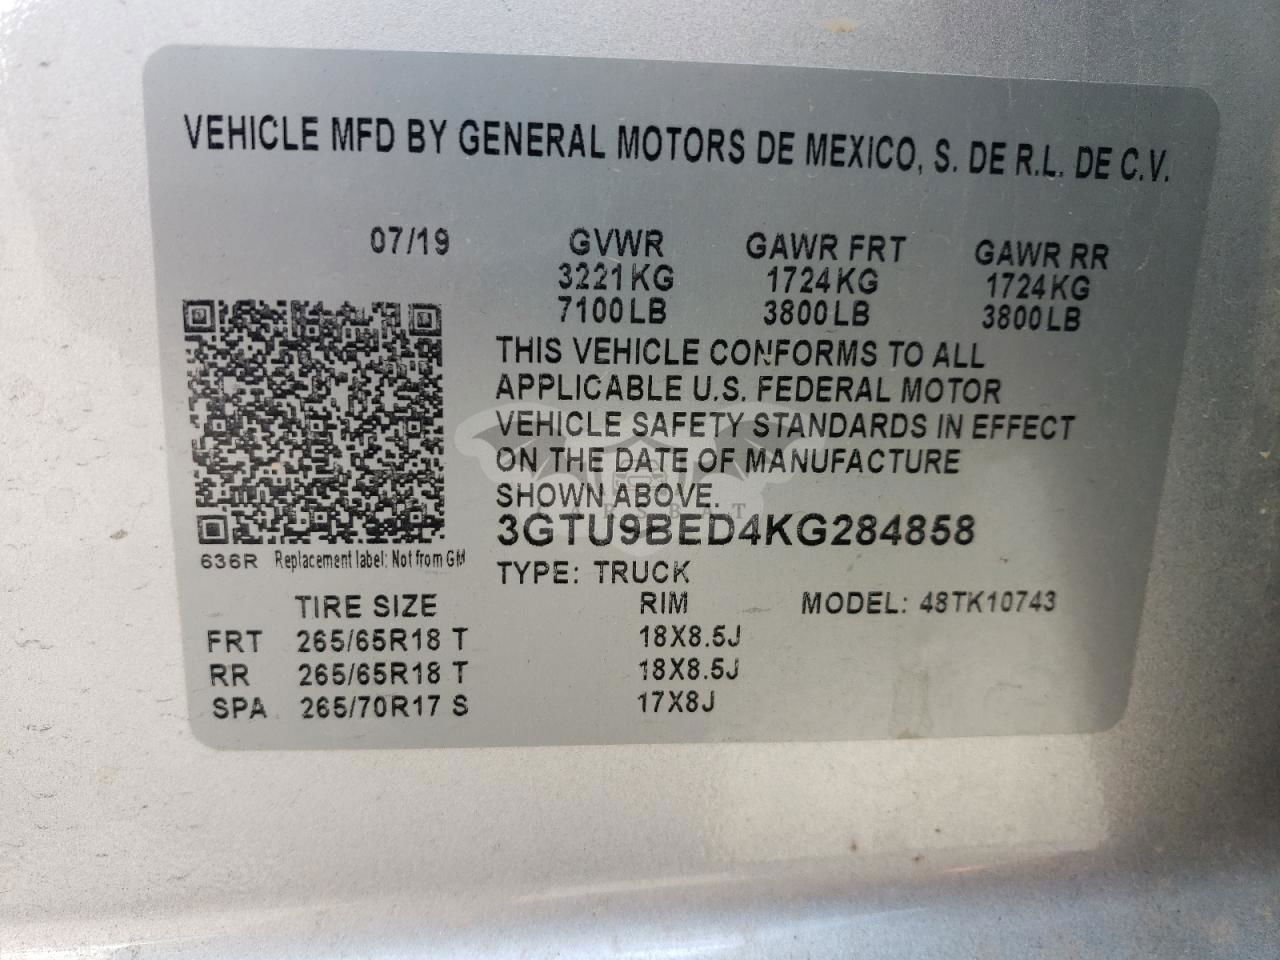 VEHICLE MFD BY GENERAL MOTORS DE MEXICO, S. DE R.L. DE C.V.
07/19 GVWR GAWR FRT GAWR RR
3221KG 1724KG 1724KG
7100LB 3800LB 3800LB
THIS VEHICLE CONFORMS TO ALL
APPLICABLE U.S. FEDERAL MOTOR
VEHICLE SAFETY STANDARDS IN EFFECT
ON THE DATE OF MANUFACTURE
SHOWN ABOVE.
CARSBAT
3GTU9BED4KG284858
636R Replacement label: Not from GM
TYPE: TRUCK
TIRE SIZE RIM MODEL: 48TK10743
FRT 265/65R18 T 18X8.5J
RR 265/65R18 T 18X8.5J
SPA 265/70R17 S 17X8J